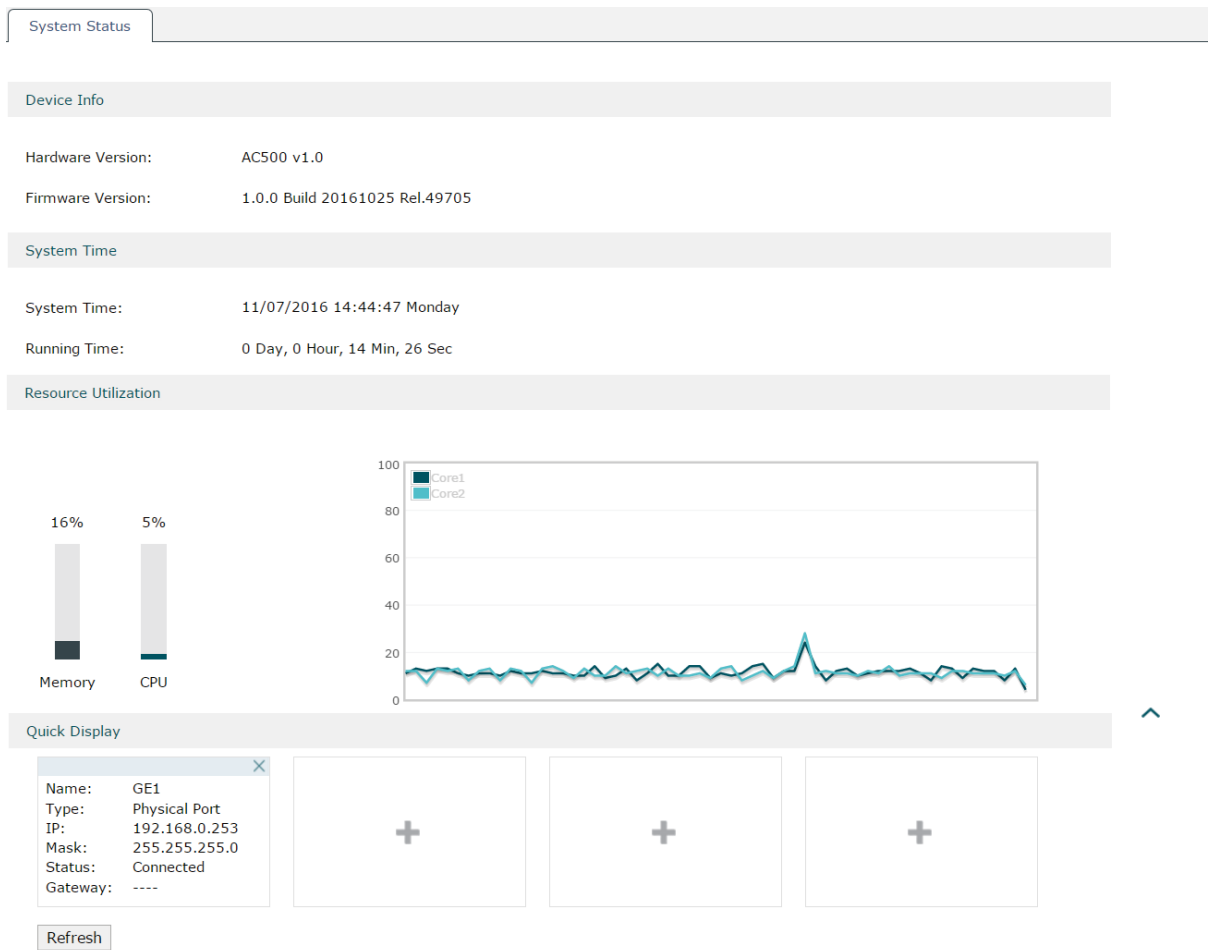 System Status
Device Info
Hardware Version: AC500 v1.0
Firmware Version: 1.0.0 Build 20161025 Rel.49705
System Time
System Time: 11/07/2016 14:44:47 Monday
Running Time: 0 Day, 0 Hour, 14 Min, 26 Sec
Resource Utilization
16% 5%
Memory CPU
100
80
60
40
20
0
Core1
Core2
Quick Display
Name: GE1
Type: Physical Port
IP: 192.168.0.253
Mask: 255.255.255.0
Status: Connected
Gateway: ----
Refresh